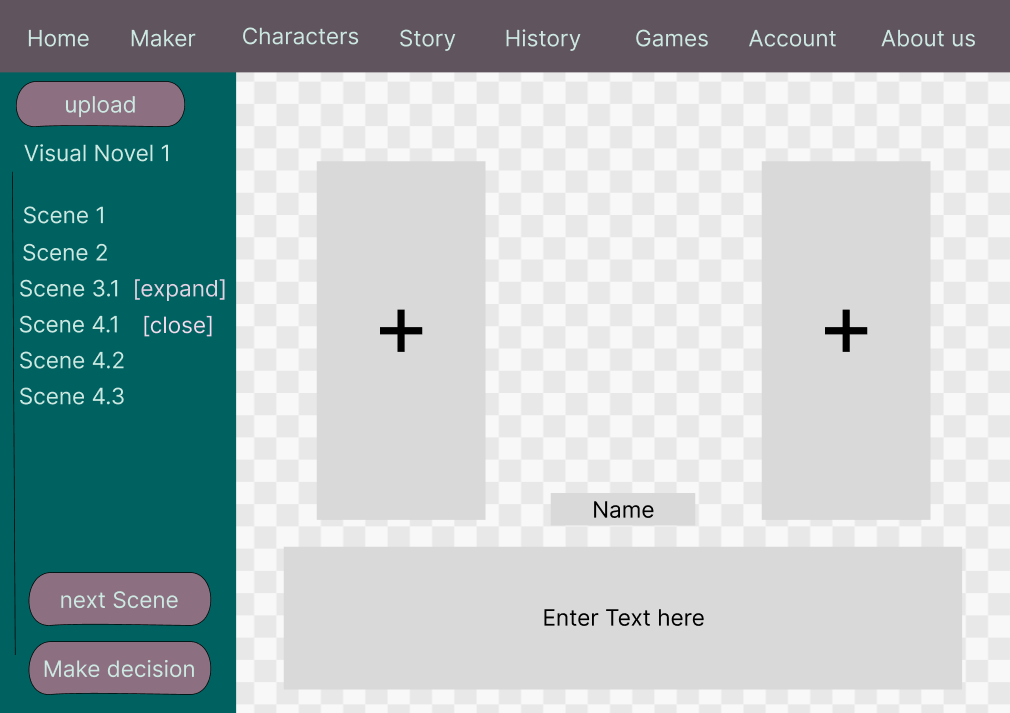 Home Maker Characters Story History Games Account About us
upload
Visual Novel 1
Scene 1
Scene 2
Scene 3.1 [expand]
Scene 4.1 [close]
Scene 4.2
Scene 4.3
next Scene
Make decision
+ +
Name
Enter Text here